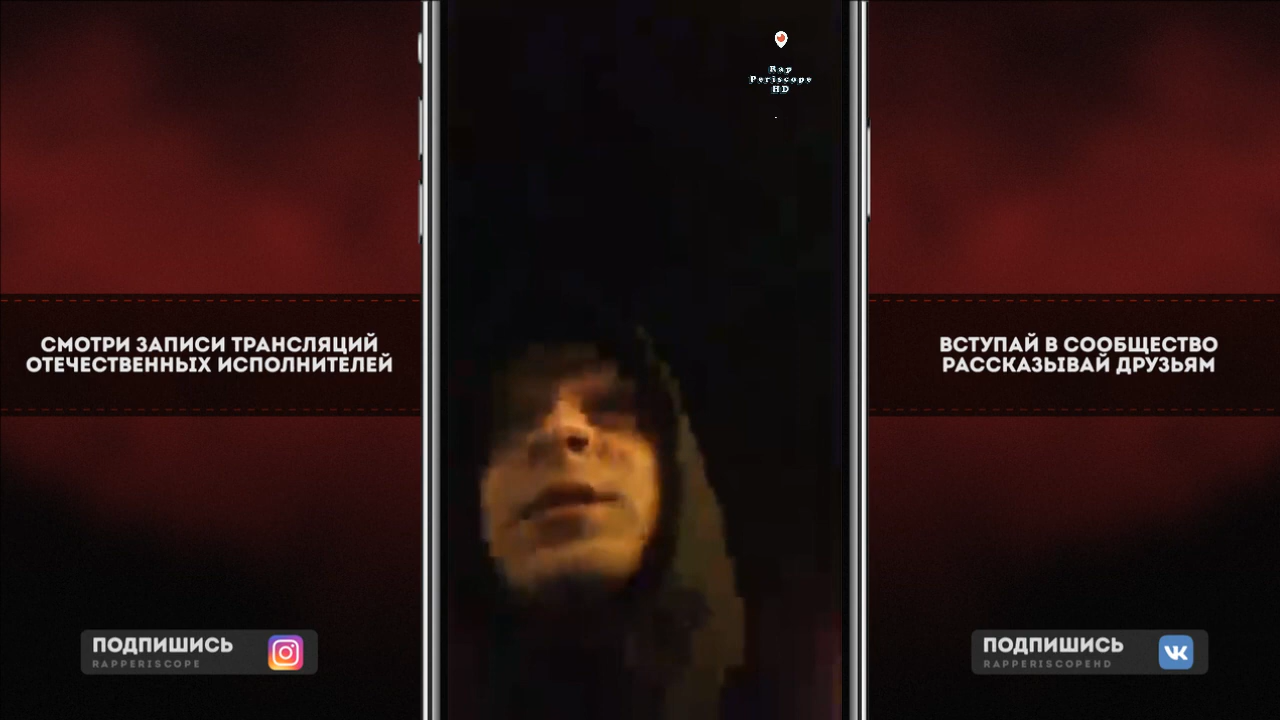 Rap
Periscope
HD
СМОТРИ ЗАПИСИ ТРАНСЛЯЦИЙ
ОТЕЧЕСТВЕННЫХ ИСПОЛНИТЕЛЕЙ
ВСТУПАЙ В СООБЩЕСТВО
РАССКАЗЫВАЙ ДРУЗЬЯМ
ПОДПИШИСЬ
RAPPERISCOPE
ПОДПИШИСЬ
RAPPERISCOPEHD